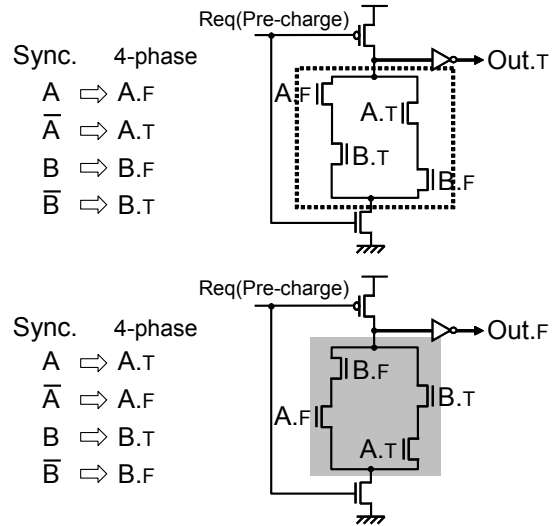 Req(Pre-charge)
Sync. 4-phase
Out.T
A ⇨ A.F
A̅ ⇨ A.T
B ⇨ B.F
B̅ ⇨ B.T
A.F
A.T
B.T
B.F
Req(Pre-charge)
Sync. 4-phase
Out.F
A ⇨ A.T
A̅ ⇨ A.F
B ⇨ B.T
B̅ ⇨ B.F
B.F
B.T
A.F
A.T